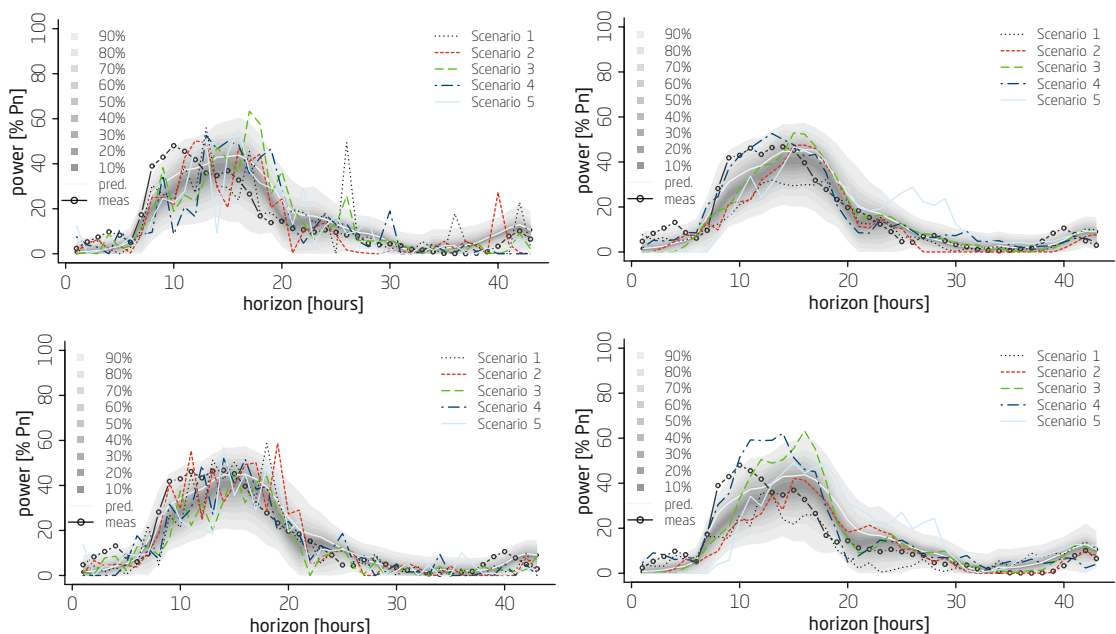 100
80
60
40
20
0
power [% Pn]
90%
80%
70%
60%
50%
40%
30%
20%
10%
pred.
meas
Scenario 1
Scenario 2
Scenario 3
Scenario 4
Scenario 5
0 10 20 30 40
horizon [hours]
100
80
60
40
20
0
power [% Pn]
90%
80%
70%
60%
50%
40%
30%
20%
10%
pred.
meas
Scenario 1
Scenario 2
Scenario 3
Scenario 4
Scenario 5
0 10 20 30 40
horizon [hours]
100
80
60
40
20
0
power [% Pn]
90%
80%
70%
60%
50%
40%
30%
20%
10%
pred.
meas
Scenario 1
Scenario 2
Scenario 3
Scenario 4
Scenario 5
0 10 20 30 40
horizon [hours]
100
80
60
40
20
0
power [% Pn]
90%
80%
70%
60%
50%
40%
30%
20%
10%
pred.
meas
Scenario 1
Scenario 2
Scenario 3
Scenario 4
Scenario 5
0 10 20 30 40
horizon [hours]